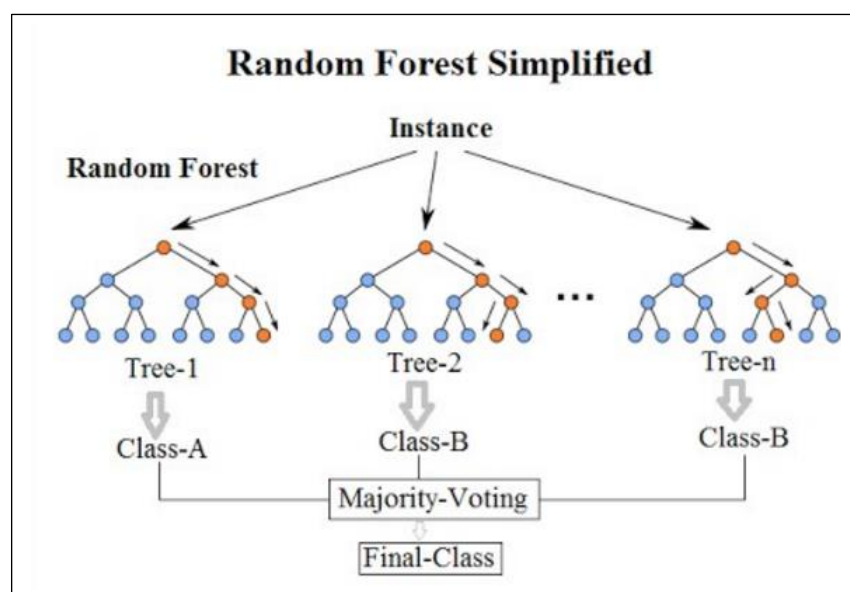 Random Forest Simplified
Instance
Random Forest
...
Tree-1
Tree-2
Tree-n
Class-A
Class-B
Class-B
Majority-Voting
Final-Class